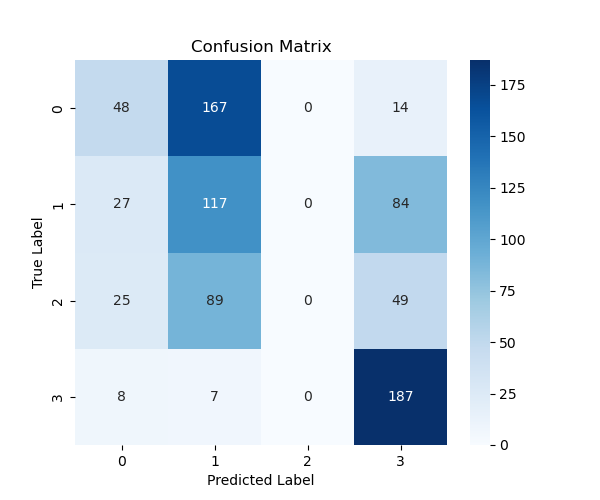 Confusion Matrix
0 48 167 0 14
1 27 117 0 84
2 25 89 0 49
3 8 7 0 187
0 1 2 3
True Label
Predicted Label
175
150
125
100
75
50
25
0